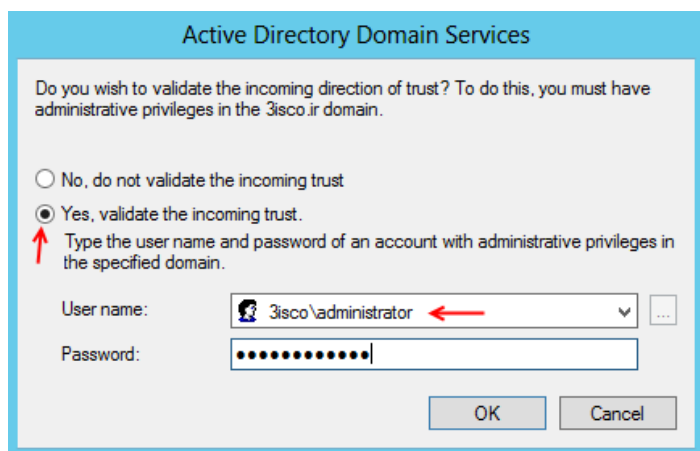 Active Directory Domain Services
Do you wish to validate the incoming direction of trust? To do this, you must have
administrative privileges in the 3isco.ir domain.
No, do not validate the incoming trust
Yes, validate the incoming trust.
Type the user name and password of an account with administrative privileges in
the specified domain.
User name:
3isco\administrator
...
Password:
●●●●●●●●●●●●
OK
Cancel